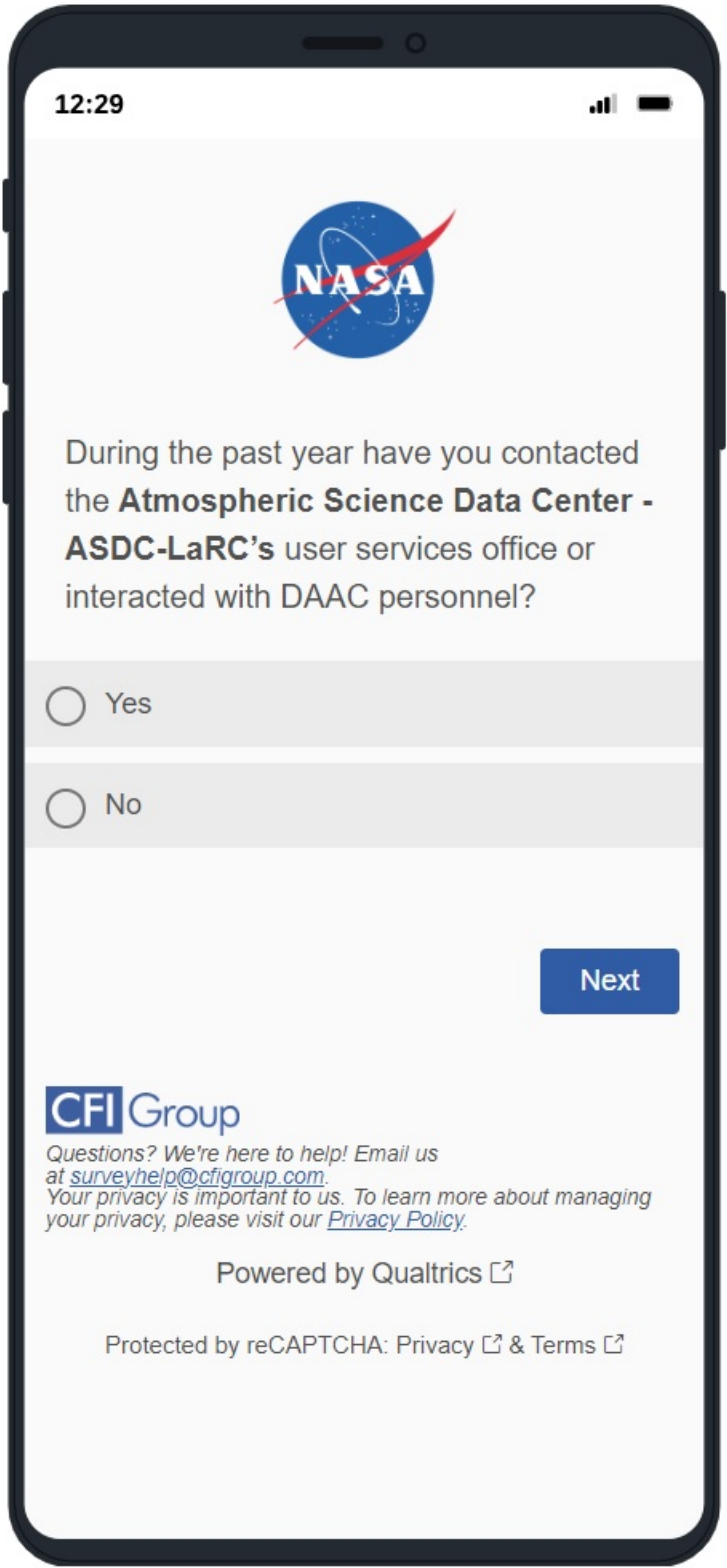 12:29
NASA
During the past year have you contacted
the Atmospheric Science Data Center -
ASDC-LaRC’s user services office or
interacted with DAAC personnel?
Yes
No
Next
CFI Group
Questions? We're here to help! Email us
at surveyhelp@cfigroup.com.
Your privacy is important to us. To learn more about managing
your privacy, please visit our Privacy Policy.
Powered by Qualtrics
Protected by reCAPTCHA: Privacy & Terms